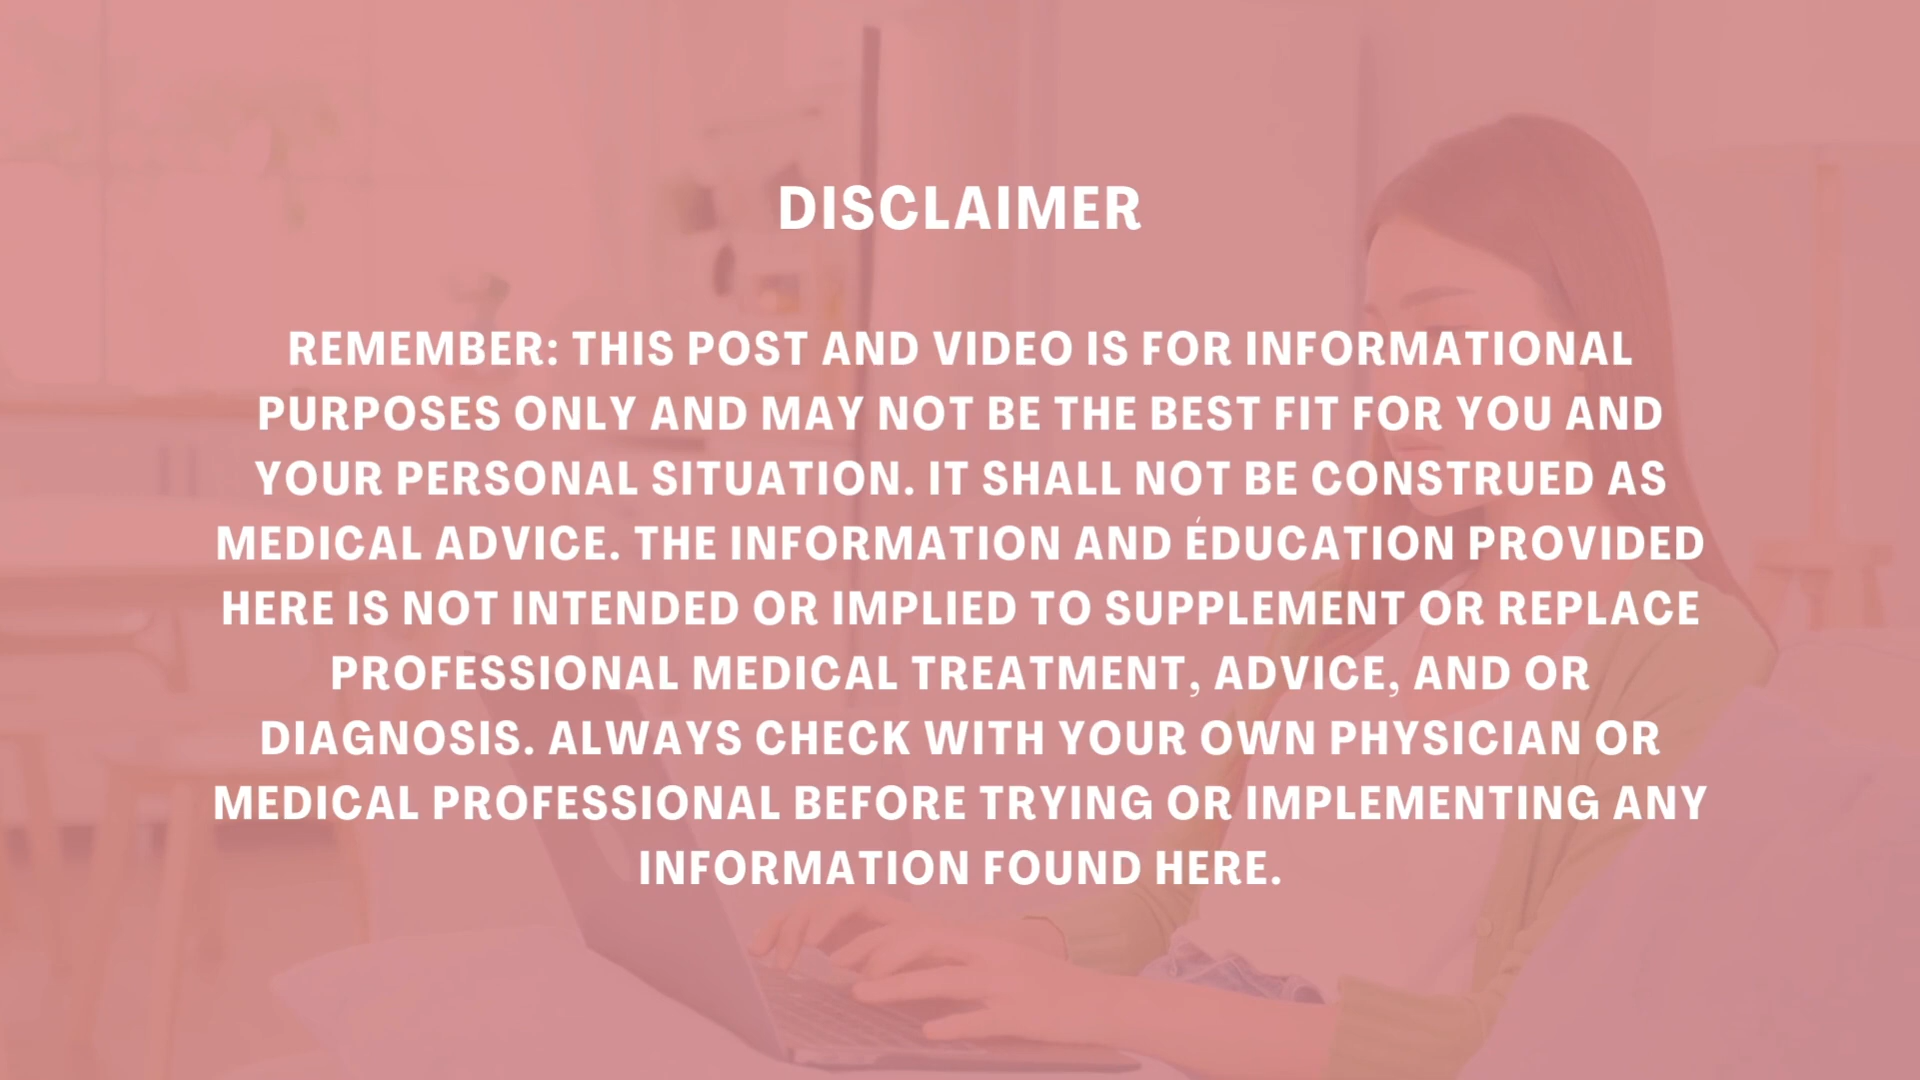 DISCLAIMER
REMEMBER: THIS POST AND VIDEO IS FOR INFORMATIONAL
PURPOSES ONLY AND MAY NOT BE THE BEST FIT FOR YOU AND
YOUR PERSONAL SITUATION. IT SHALL NOT BE CONSTRUED AS
MEDICAL ADVICE. THE INFORMATION AND ÉDUCATION PROVIDED
HERE IS NOT INTENDED OR IMPLIED TO SUPPLEMENT OR REPLACE
PROFESSIONAL MEDICAL TREATMENT, ADVICE, AND OR
DIAGNOSIS. ALWAYS CHECK WITH YOUR OWN PHYSICIAN OR
MEDICAL PROFESSIONAL BEFORE TRYING OR IMPLEMENTING ANY
INFORMATION FOUND HERE.